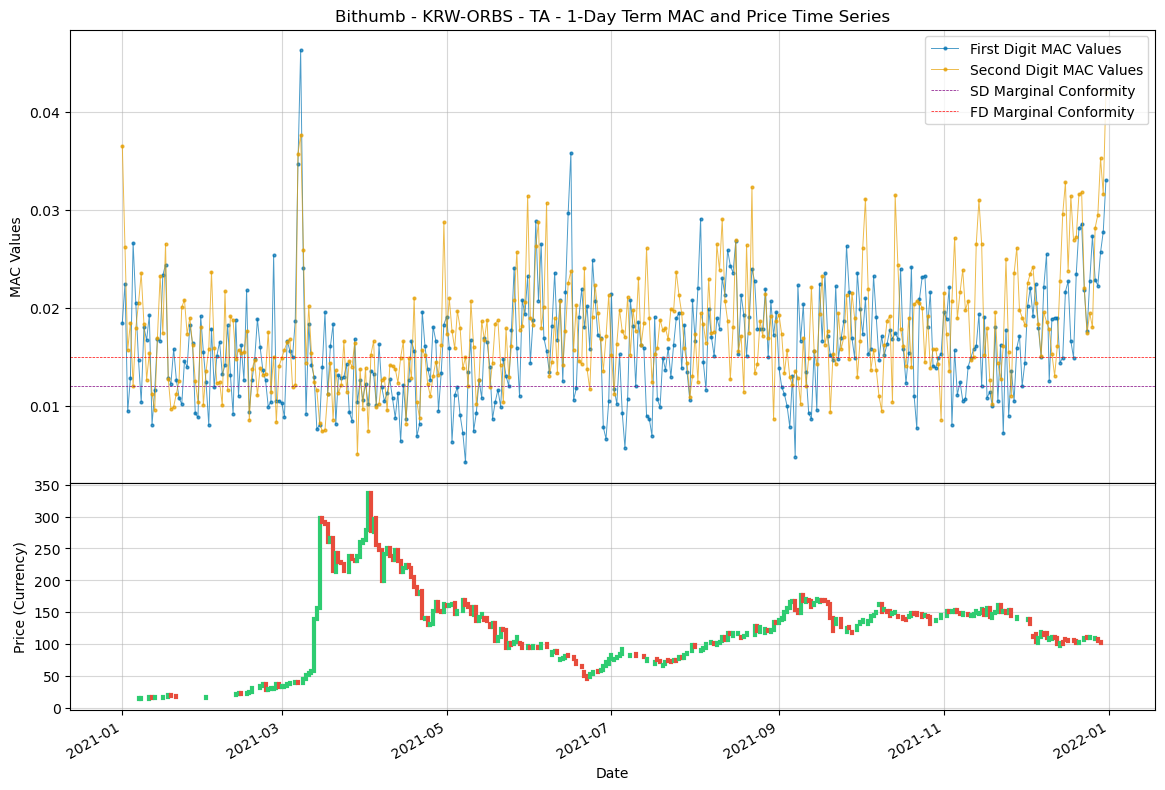 Bithumb - KRW-ORBS - TA - 1-Day Term MAC and Price Time Series
First Digit MAC Values
Second Digit MAC Values
SD Marginal Conformity
FD Marginal Conformity
MAC Values
0.04
0.03
0.02
0.01
Price (Currency)
350
300
250
200
150
100
50
0
2021-01
2021-03
2021-05
2021-07
2021-09
2021-11
2022-01
Date